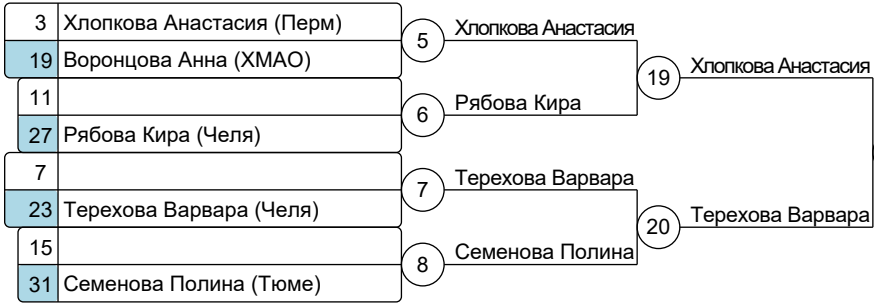 3 Хлопкова Анастасия (Перм)
19 Воронцова Анна (ХМАО)
5
Хлопкова Анастасия
11
27 Рябова Кира (Челя)
6
Рябова Кира
19
Хлопкова Анастасия
7
23 Терехова Варвара (Челя)
7
Терехова Варвара
15
31 Семенова Полина (Тюме)
8
Семенова Полина
20
Терехова Варвара